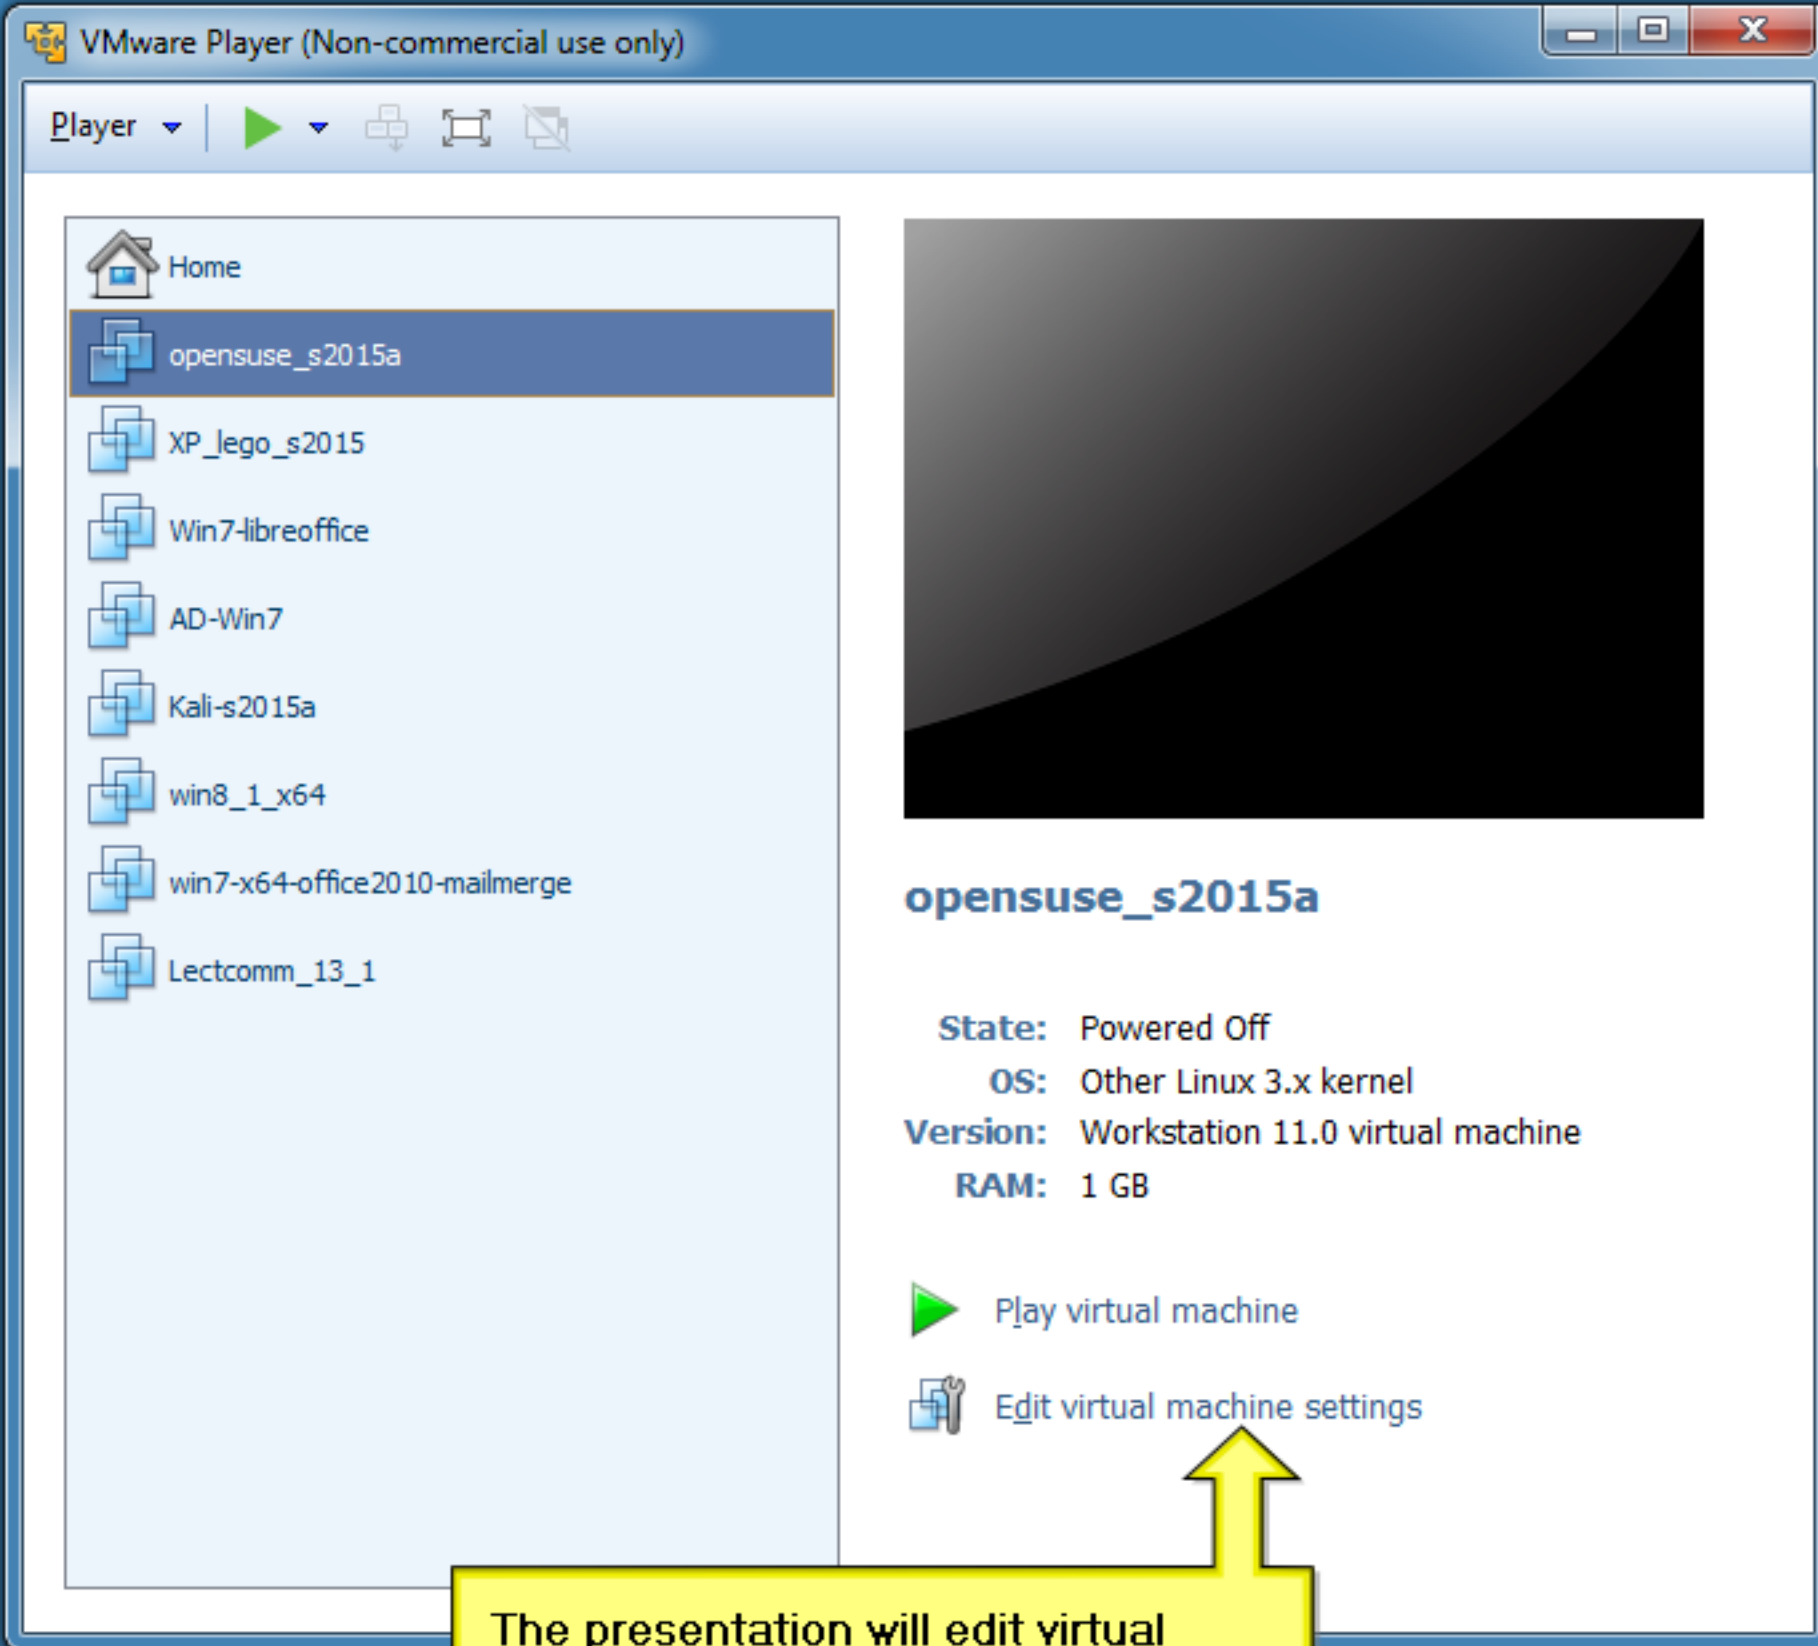 VMware Player (Non-commercial use only)
Player
Home
opensuse_s2015a
XP_lego_s2015
Win7-libreoffice
AD-Win7
Kali-s2015a
win8_1_x64
win7-x64-office2010-mailmerge
Lectcomm_13_1
opensuse_s2015a
State: Powered Off
OS: Other Linux 3.x kernel
Version: Workstation 11.0 virtual machine
RAM: 1 GB
Play virtual machine
Edit virtual machine settings
The presentation will edit virtual